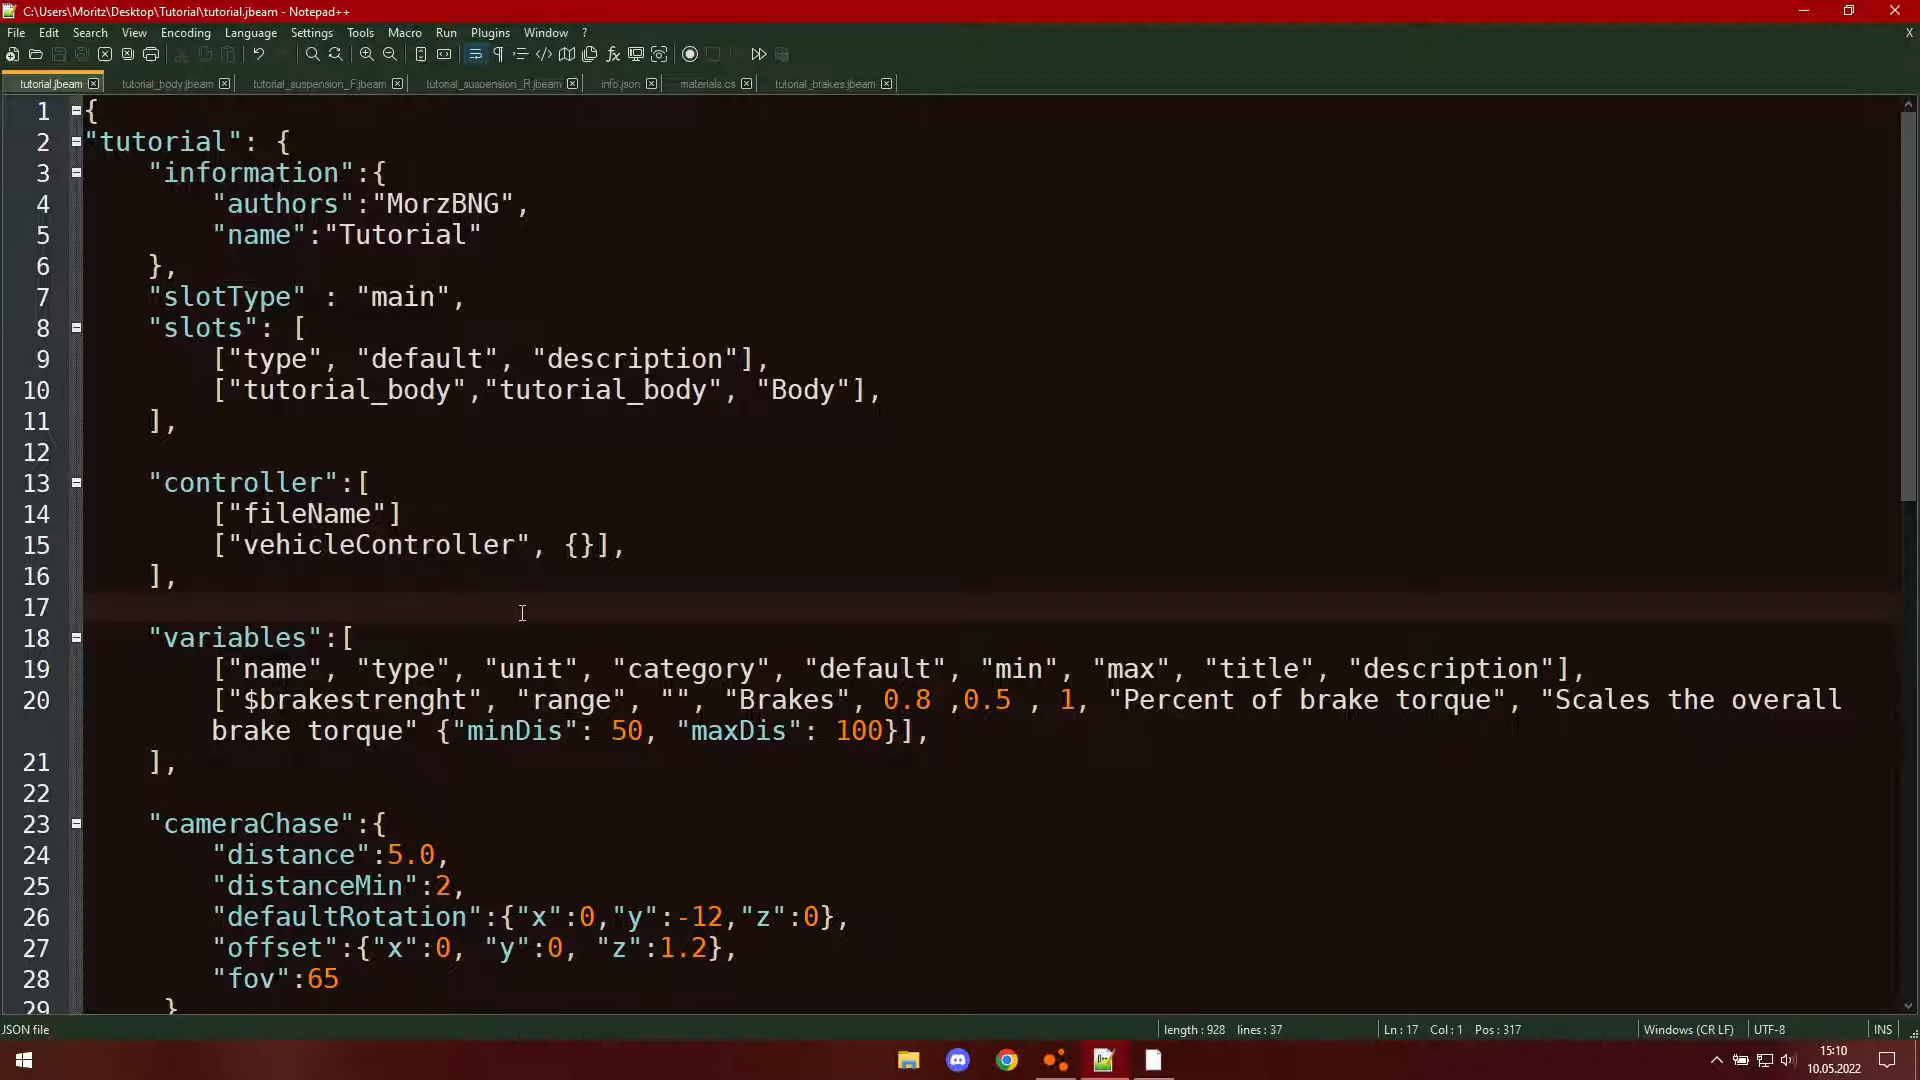 C:\Users\Moritz\Desktop\Tutorial\tutorial.jbeam - Notepad++
File Edit Search View Encoding Language Settings Tools Macro Run Plugins Window ? X
tutorial.jbeam tutorial_body.jbeam tutorial_suspension_F.jbeam tutorial_suspension_R.jbeam info.json materials.cs tutorial_brakes.jbeam
1 {
2 "tutorial": {
3 "information":{
4 "authors":"MorzBNG",
5 "name":"Tutorial"
6 },
7 "slotType" : "main",
8 "slots": [
9 ["type", "default", "description"],
10 ["tutorial_body","tutorial_body", "Body"],
11 ],
12
13 "controller":[
14 ["fileName"]
15 ["vehicleController", {}],
16 ],
17
18 "variables":[
19 ["name", "type", "unit", "category", "default", "min", "max", "title", "description"],
20 ["$brakestrenght", "range", "", "Brakes", 0.8 ,0.5 , 1, "Percent of brake torque", "Scales the overall
brake torque" {"minDis": 50, "maxDis": 100}],
21 ],
22
23 "cameraChase":{
24 "distance":5.0,
25 "distanceMin":2,
26 "defaultRotation":{"x":0,"y":-12,"z":0},
27 "offset":{"x":0, "y":0, "z":1.2},
28 "fov":65
29 }
JSON file length : 928 lines : 37 Ln : 17 Col : 1 Pos : 317 Windows (CR LF) UTF-8 INS
15:10
10.05.2022